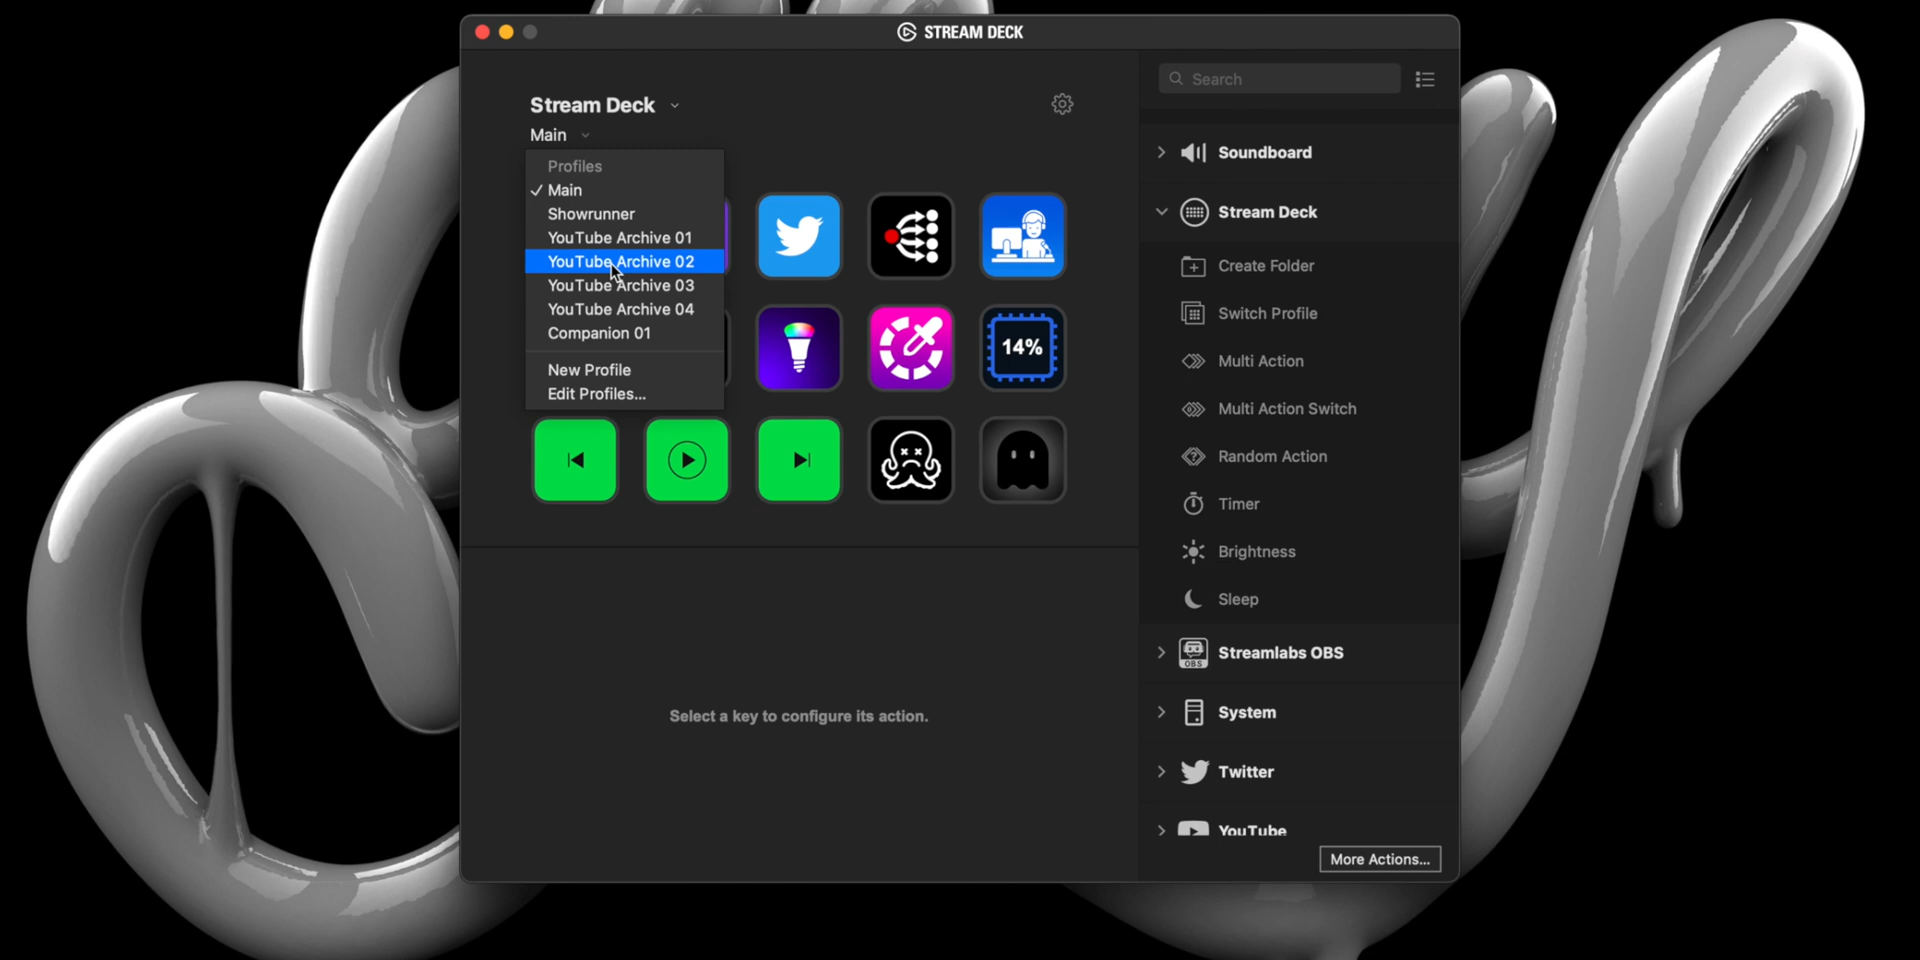 STREAM DECK
Stream Deck
Main
Profiles
✓ Main
Showrunner
YouTube Archive 01
YouTube Archive 02
YouTube Archive 03
YouTube Archive 04
Companion 01
New Profile
Edit Profiles...
14%
Select a key to configure its action.
Search
Soundboard
Stream Deck
Create Folder
Switch Profile
Multi Action
Multi Action Switch
Random Action
Timer
Brightness
Sleep
OBS
Streamlabs OBS
System
Twitter
YouTube
More Actions...